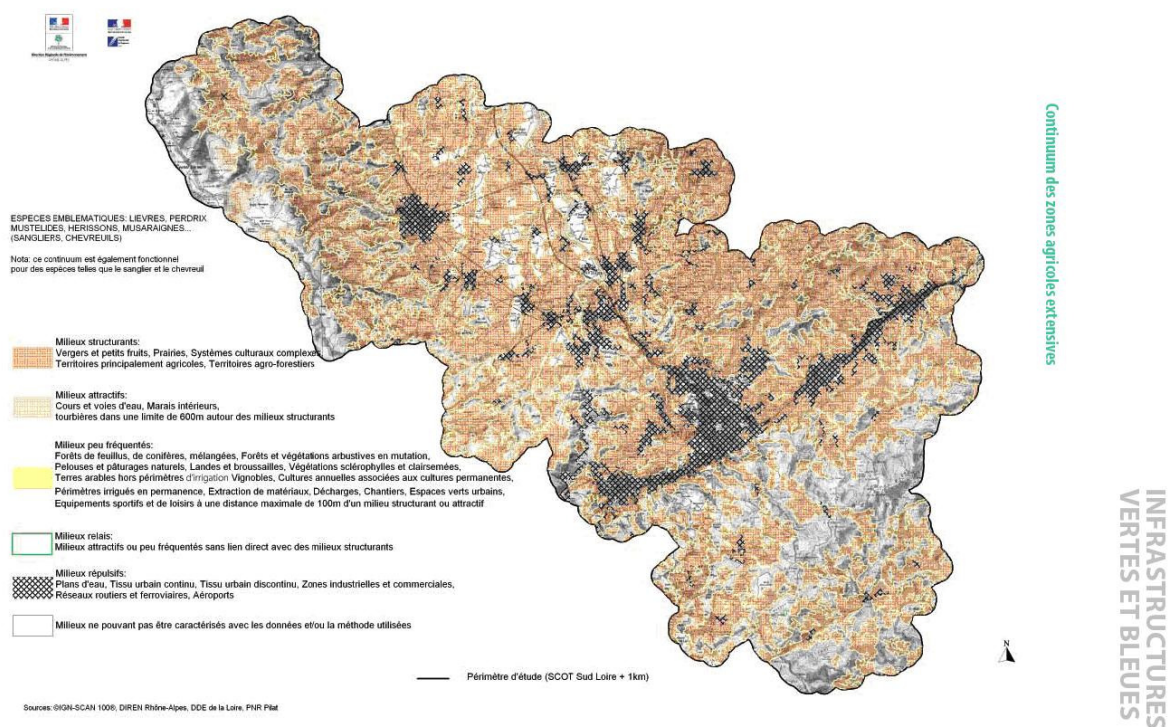 ESPECES EMBLEMATIQUES: LIEVRES, PERDRIX
MUSTELIDES, HERISSONS, MUSARAIGNES...
(SANGLIERS, CHEVREUILS)
Nota: ce continuum est également fonctionnel
pour des espèces telles que le sanglier et le chevreuil
Milieux structurants:
Vergers et petits fruits, Prairies, Systèmes culturaux complexes
Territoires principalement agricoles, Territoires agro-forestiers
Milieux attractifs:
Cours et voies d'eau, Marais intérieurs,
tourbières dans une limite de 600m autour des milieux structurants
Milieux peu fréquentés:
Forêts de feuillus, de conifères, mélangées, Forêts et végétations arbustives en mutation,
Pelouses et pâturages naturels, Landes et broussailles, Végétations sclérophylles et clairsemées,
Terres arables hors périmètres d'irrigation Vignobles, Cultures annuelles associées aux cultures permanentes,
Périmètres irrigués en permanence, Extraction de matériaux, Décharges, Chantiers, Espaces verts urbains,
Equipements sportifs et de loisirs à une distance maximale de 100m d'un milieu structurant ou attractif
Milieux relais:
Milieux attractifs ou peu fréquentés sans lien direct avec des milieux structurants
Milieux répulsifs:
Plans d'eau, Tissu urbain continu, Tissu urbain discontinu, Zones industrielles et commerciales,
Réseaux routiers et ferroviaires, Aéroports
Milieux ne pouvant pas être caractérisés avec les données et/ou la méthode utilisées
Périmètre d'étude (SCOT Sud Loire + 1km)
N
Sources: ©IGN-SCAN 100®, DIREN Rhône-Alpes, DDE de la Loire, PNR Pilat
Continuum des zones agricoles extensives
INFRASTRUCTURES
VERTES ET BLEUES